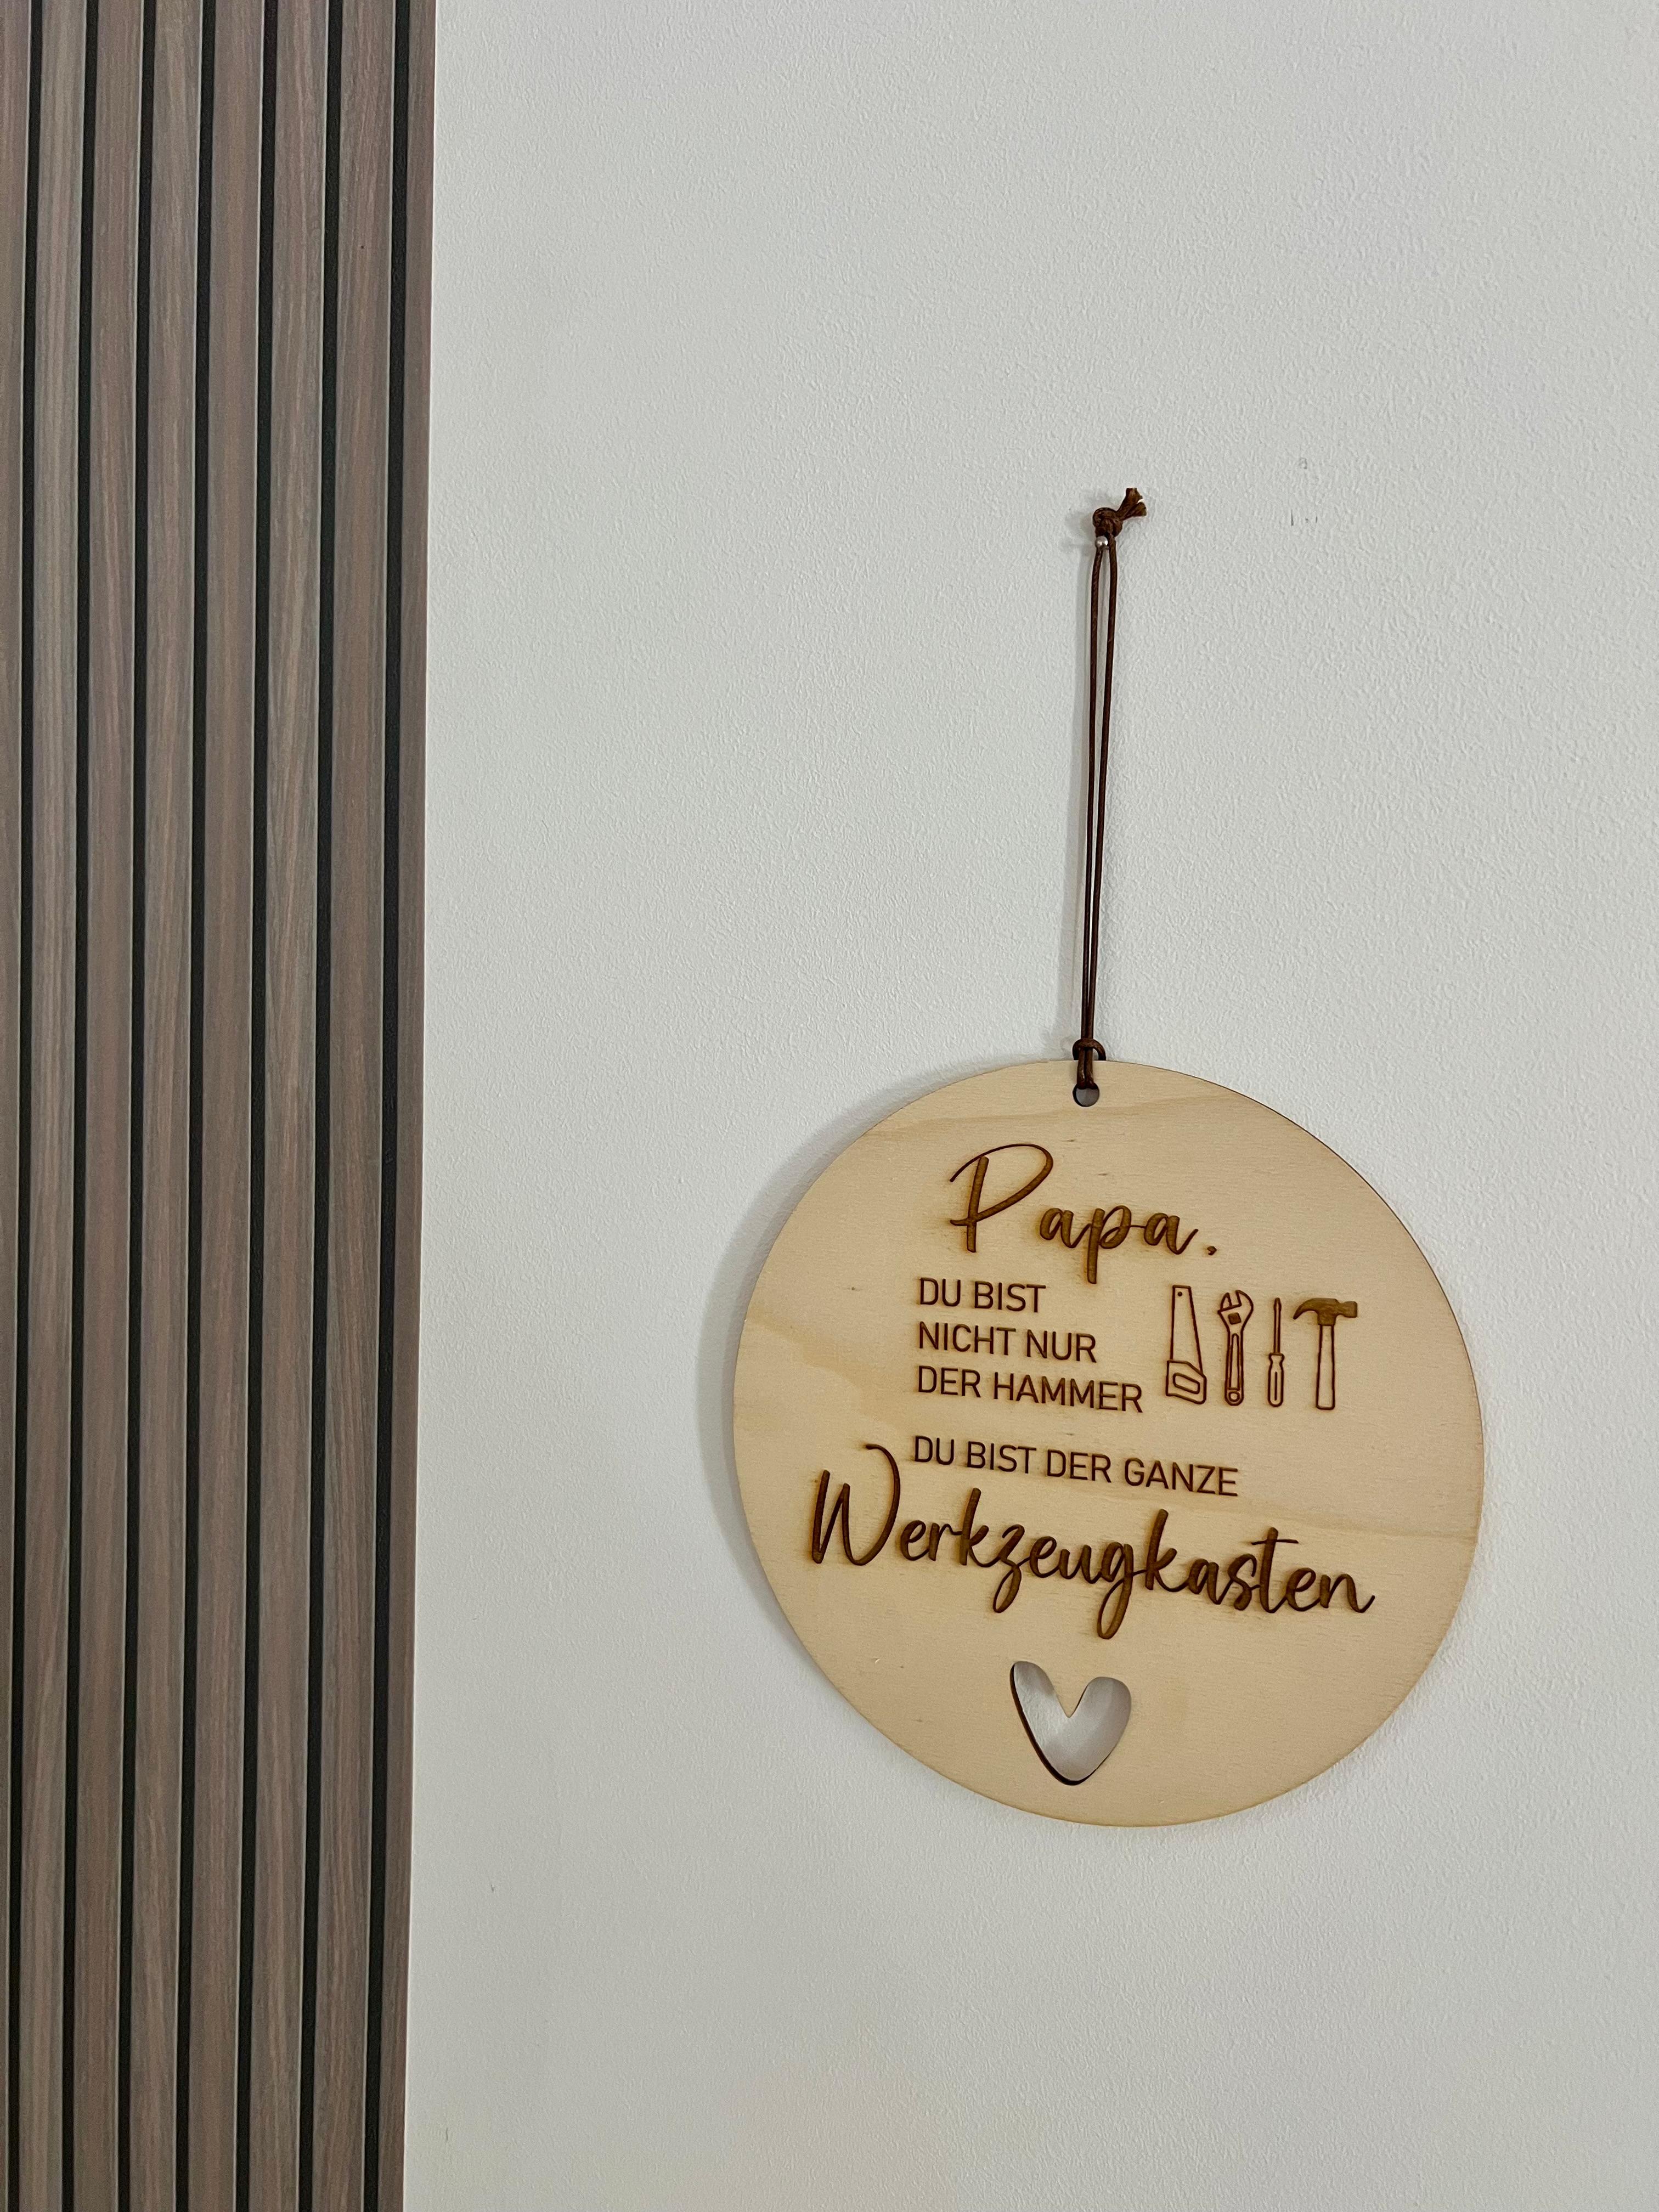 Papa.
DU BIST
NICHT NUR
DER HAMMER
DU BIST DER GANZE
Werkzeugkasten